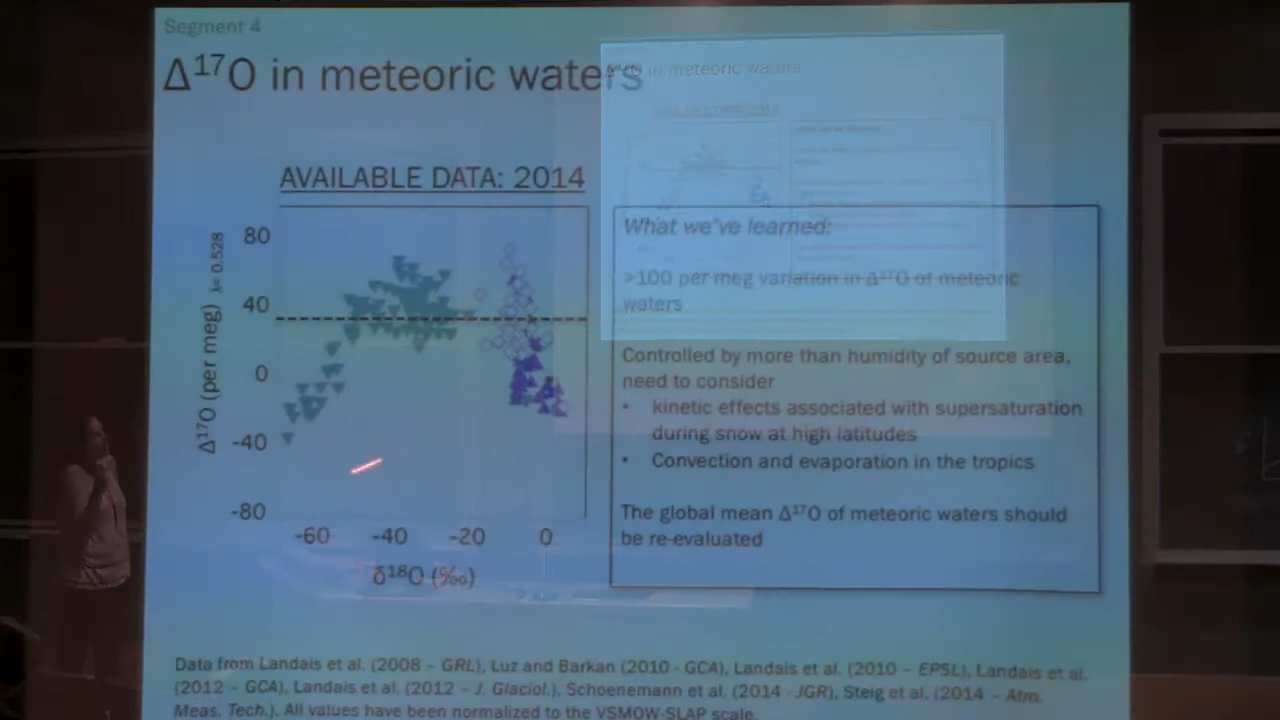 Segment 4
Δ¹⁷O in meteoric waters
in meteoric waters
AVAILABLE DATA: 2014
AVAILABLE DATA: 2014
80
40
0
-40
-80
Δ¹⁷O (per meg) λ= 0.528
-60 -40 -20 0
δ¹⁸O (‰)
What we've learned:
>100 per meg variation in Δ¹⁷O of meteoric
waters
Controlled by more than humidity of source area,
need to consider
• kinetic effects associated with supersaturation
during snow at high latitudes
• Convection and evaporation in the tropics
The global mean Δ¹⁷O of meteoric waters should
be re-evaluated
Data from Landais et al. (2008 – GRL), Luz and Barkan (2010 - GCA), Landais et al. (2010 – EPSL), Landais et al.
(2012 – GCA), Landais et al. (2012 – J. Glaciol.), Schoenemann et al. (2014 - JGR), Steig et al. (2014 – Atm.
Meas. Tech.). All values have been normalized to the VSMOW-SLAP scale.